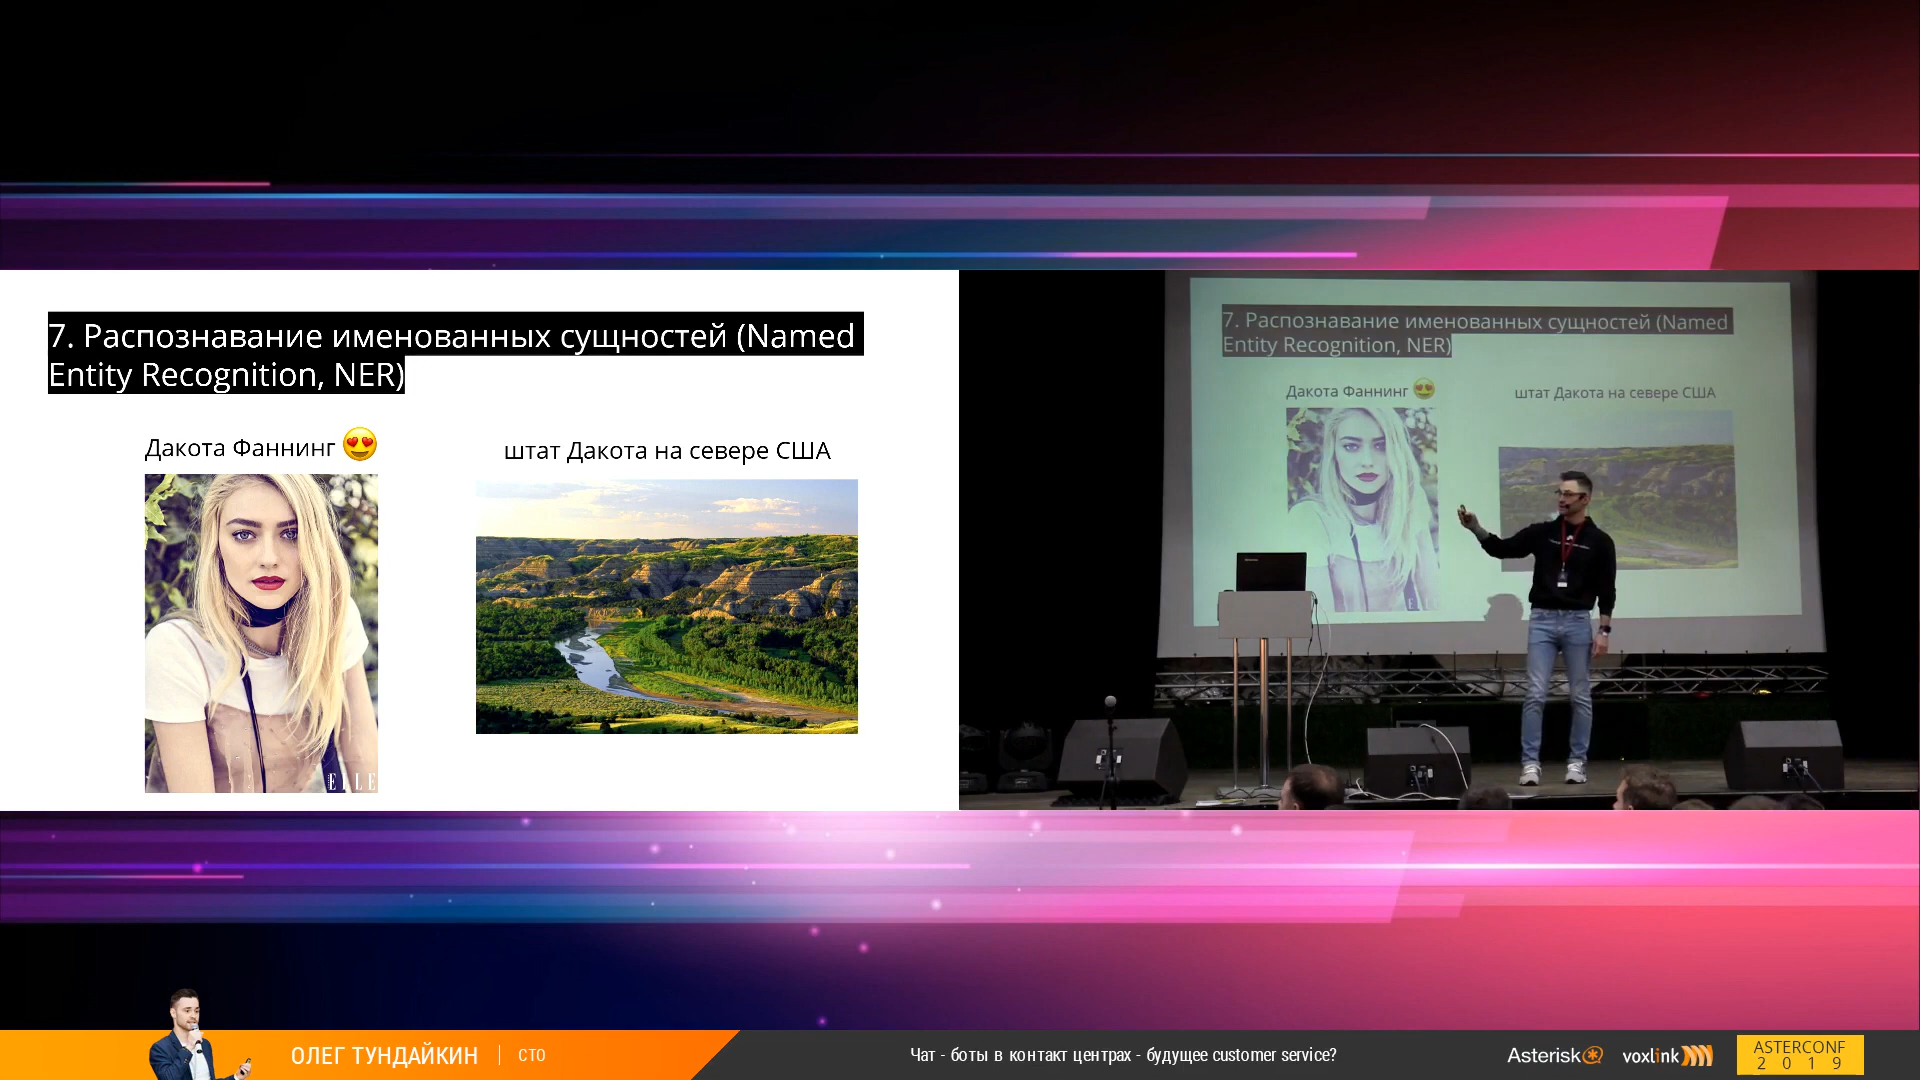 7. Распознавание именованных сущностей (Named
Entity Recognition, NER)
Дакота Фаннинг
штат Дакота на севере США
ELLE
7. Распознавание именованных сущностей (Named
Entity Recognition, NER)
Дакота Фаннинг
штат Дакота на севере США
ОЛЕГ ТУНДАЙКИН
СТО
Чат - боты в контакт центрах - будущее customer service?
Asterisk
voxlink
ASTERCONF
2 0 1 9